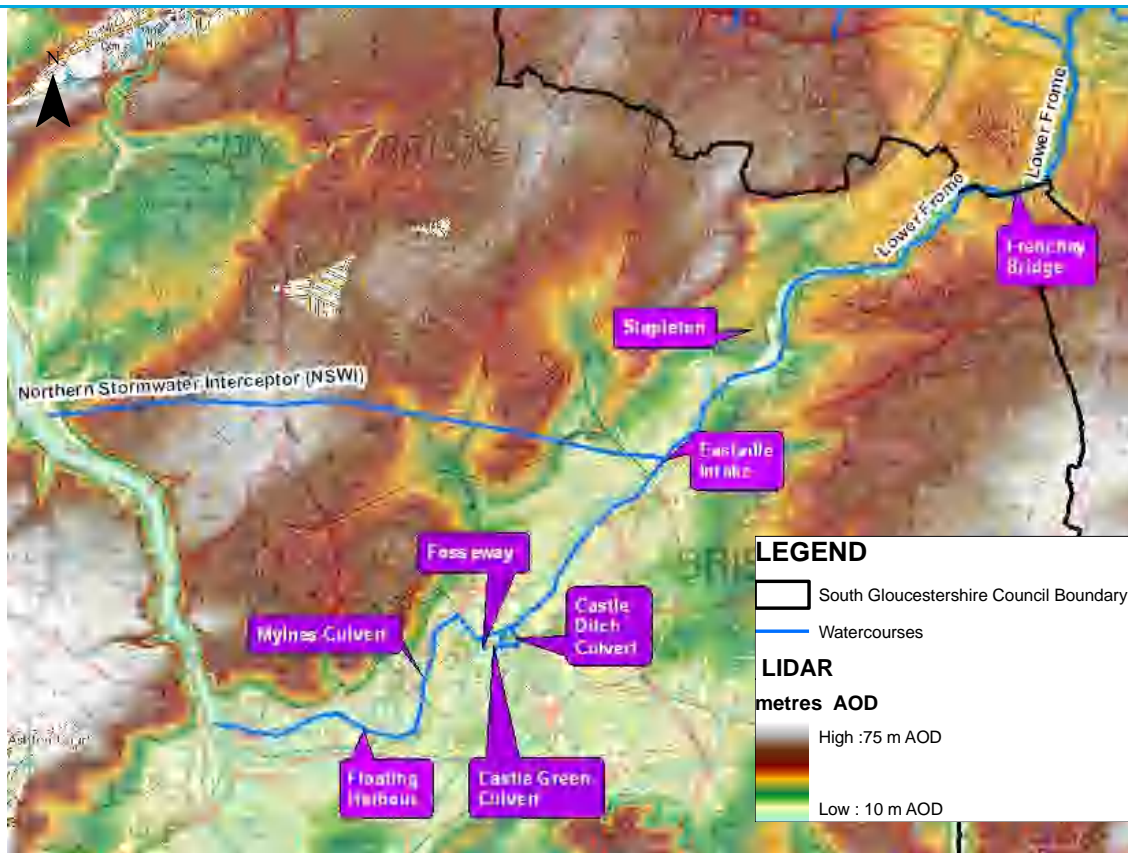 N
Lower Frome
Lower Frome
Frenchay
Bridge
Stapleton
Northern Stormwater Interceptor (NSWI)
Eastville
Intake
Fosseway
Castle
Ditch
Culvert
Mylnes Culvert
Floating
Harbour
Castle Green
Culvert
LEGEND
South Gloucestershire Council Boundary
Watercourses
LIDAR
metres AOD
High :75 m AOD
Low : 10 m AOD